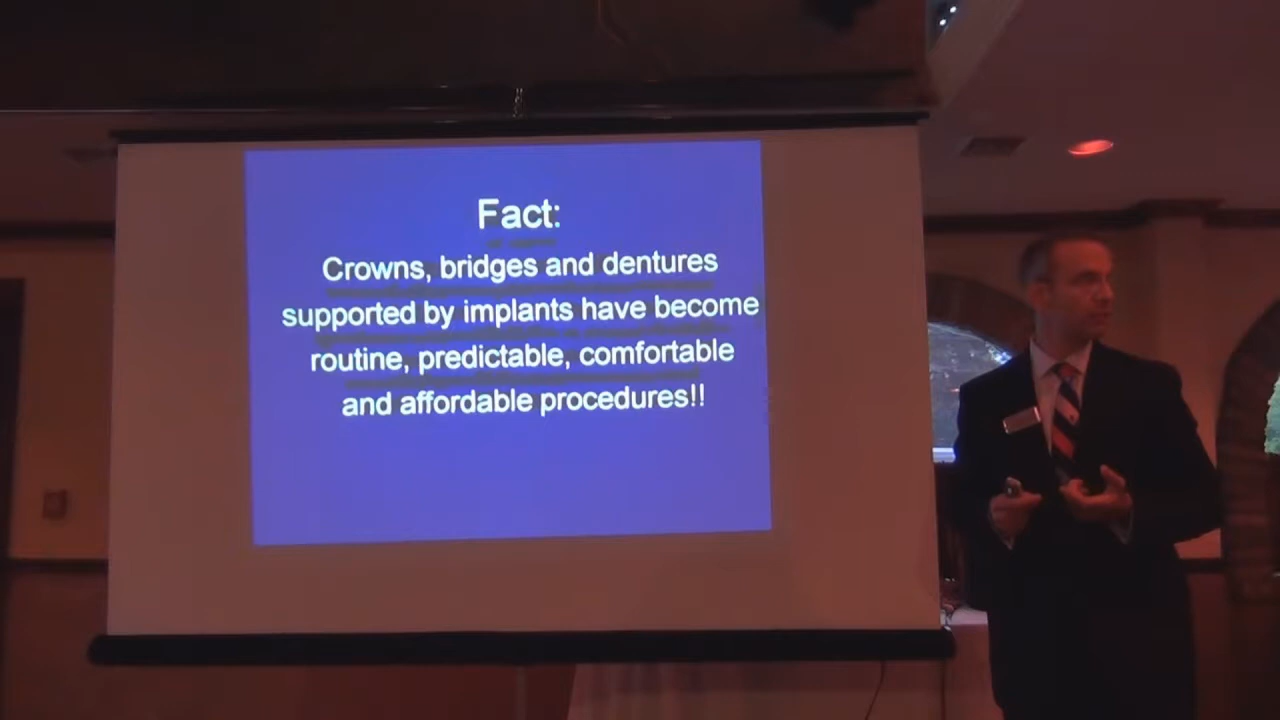 Fact:
Crowns, bridges and dentures
supported by implants have become
routine, predictable, comfortable
and affordable procedures!!